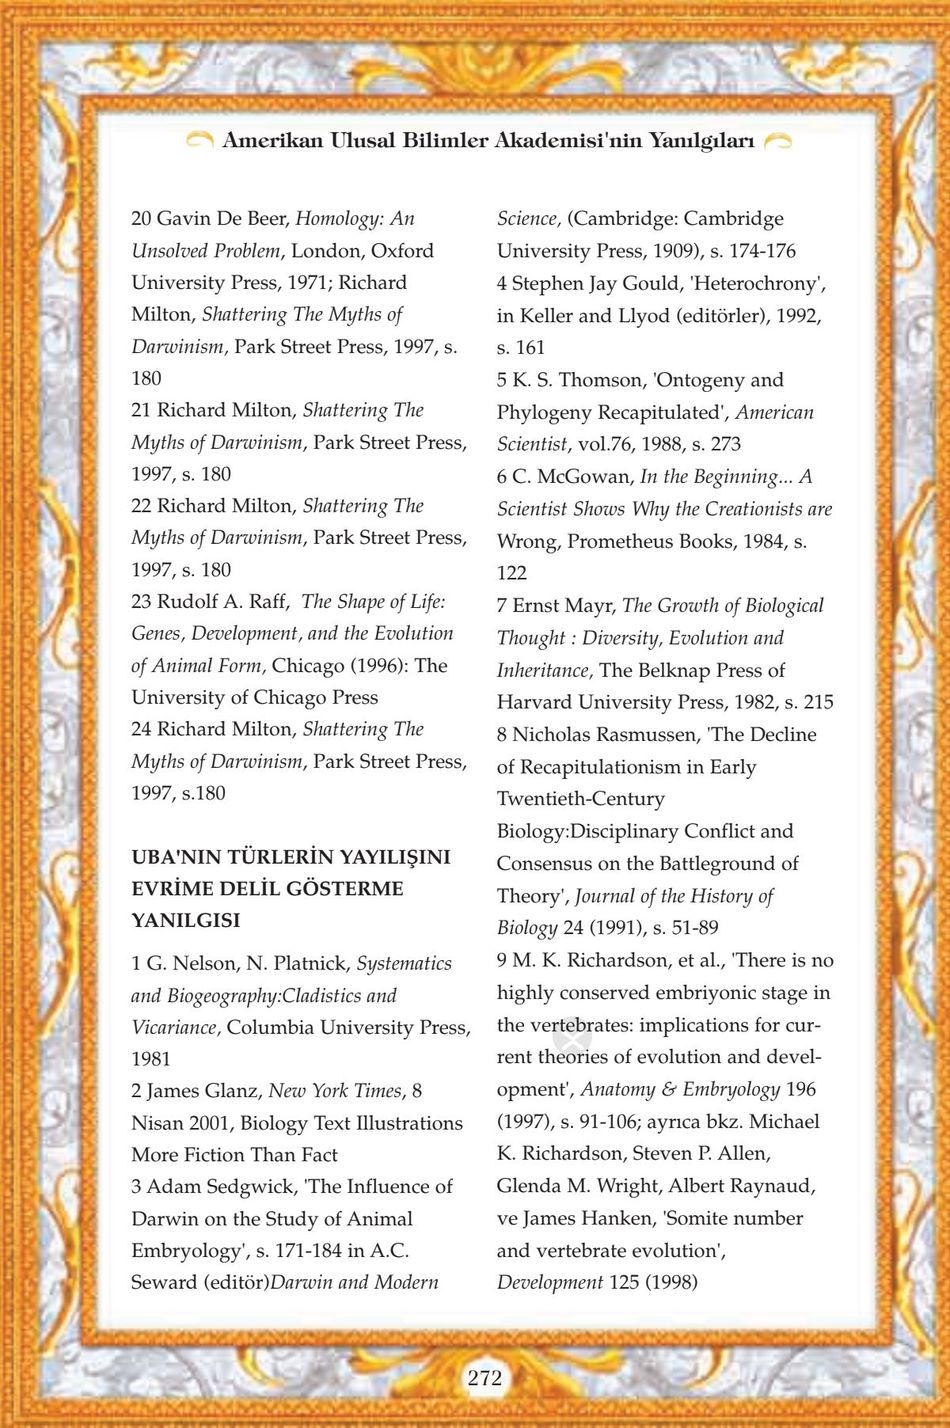 Amerikan Ulusal Bilimler Akademisi'nin Yanılgıları
20 Gavin De Beer, Homology: An
Unsolved Problem, London, Oxford
University Press, 1971; Richard
Milton, Shattering The Myths of
Darwinism, Park Street Press, 1997, s.
180
21 Richard Milton, Shattering The
Myths of Darwinism, Park Street Press,
1997, s. 180
22 Richard Milton, Shattering The
Myths of Darwinism, Park Street Press,
1997, s. 180
23 Rudolf A. Raff, The Shape of Life:
Genes, Development, and the Evolution
of Animal Form, Chicago (1996): The
University of Chicago Press
24 Richard Milton, Shattering The
Myths of Darwinism, Park Street Press,
1997, s.180
UBA'NIN TÜRLERİN YAYILIŞINI
EVRİME DELİL GÖSTERME
YANILGISI
1 G. Nelson, N. Platnick, Systematics
and Biogeography:Cladistics and
Vicariance, Columbia University Press,
1981
2 James Glanz, New York Times, 8
Nisan 2001, Biology Text Illustrations
More Fiction Than Fact
3 Adam Sedgwick, 'The Influence of
Darwin on the Study of Animal
Embryology', s. 171-184 in A.C.
Seward (editör)Darwin and Modern
Science, (Cambridge: Cambridge
University Press, 1909), s. 174-176
4 Stephen Jay Gould, 'Heterochrony',
in Keller and Llyod (editörler), 1992,
s. 161
5 K. S. Thomson, 'Ontogeny and
Phylogeny Recapitulated', American
Scientist, vol.76, 1988, s. 273
6 C. McGowan, In the Beginning... A
Scientist Shows Why the Creationists are
Wrong, Prometheus Books, 1984, s.
122
7 Ernst Mayr, The Growth of Biological
Thought : Diversity, Evolution and
Inheritance, The Belknap Press of
Harvard University Press, 1982, s. 215
8 Nicholas Rasmussen, 'The Decline
of Recapitulationism in Early
Twentieth-Century
Biology:Disciplinary Conflict and
Consensus on the Battleground of
Theory', Journal of the History of
Biology 24 (1991), s. 51-89
9 M. K. Richardson, et al., 'There is no
highly conserved embriyonic stage in
the vertebrates: implications for cur-
rent theories of evolution and devel-
opment', Anatomy & Embryology 196
(1997), s. 91-106; ayrıca bkz. Michael
K. Richardson, Steven P. Allen,
Glenda M. Wright, Albert Raynaud,
ve James Hanken, 'Somite number
and vertebrate evolution',
Development 125 (1998)
272